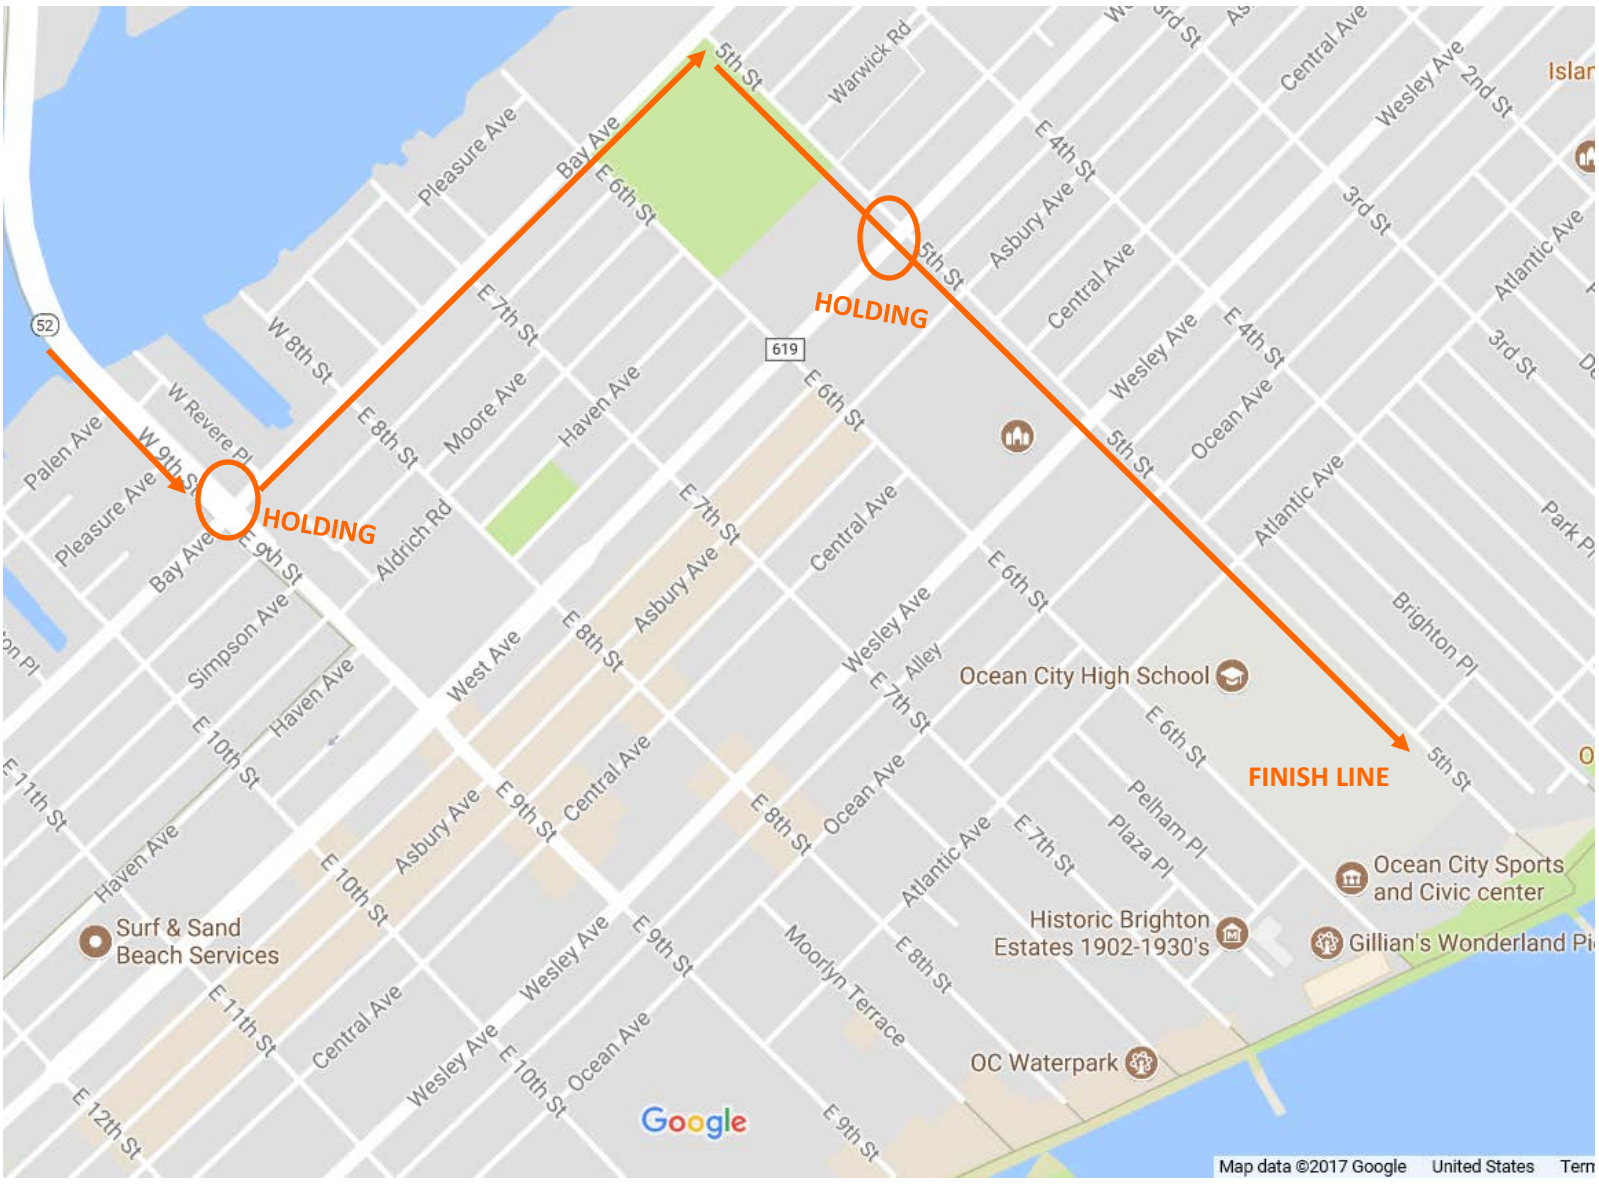 5th St
Warwick Rd
3rd St
Central Ave
Wesley Ave
2nd St
Pleasure Ave
Bay Ave
E 6th St
E 4th St
Asbury Ave
3rd St
Atlantic Ave
5th St
Central Ave
HOLDING
52
W 8th St
E 7th St
619
Wesley Ave
E 4th St
3rd St
W Revere Pl
E 8th St
Moore Ave
Haven Ave
E 6th St
Ocean Ave
Palen Ave
W 9th St
5th St
Pleasure Ave
HOLDING
Aldrich Rd
E 7th St
Central Ave
Atlantic Ave
Park Pl
Bay Ave
E 9th St
Asbury Ave
E 6th St
Simpson Ave
E 8th St
Wesley Ave
Alley
Brighton Pl
West Ave
Haven Ave
Ocean City High School
E 7th St
E 6th St
E 10th St
Central Ave
Ocean Ave
FINISH LINE
5th St
E 11th St
Asbury Ave
E 9th St
E 8th St
Pelham Pl
Plaza Pl
Haven Ave
E 10th St
Atlantic Ave
E 7th St
Ocean City Sports
and Civic center
Surf & Sand
Beach Services
Wesley Ave
E 9th St
Moorlyn Terrace
E 8th St
Historic Brighton
Estates 1902-1930's
Gillian's Wonderland Pi
E 11th St
Central Ave
Wesley Ave
E 10th St
Ocean Ave
OC Waterpark
E 12th St
Google
E 9th St
Map data ©2017 Google United States Term